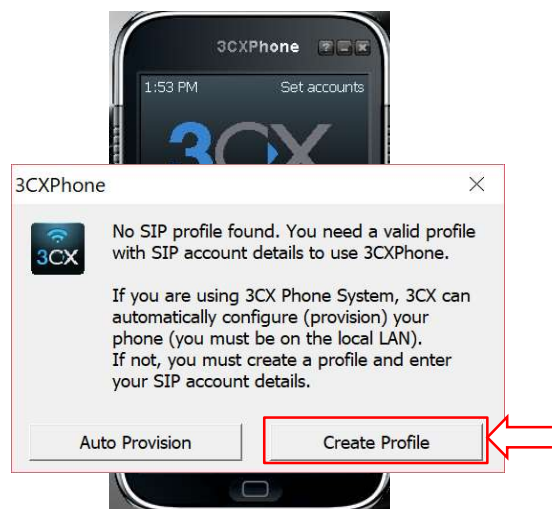 3CXPhone
1:53 PM Set accounts
3CX
3CXPhone
3CX
No SIP profile found. You need a valid profile
with SIP account details to use 3CXPhone.
If you are using 3CX Phone System, 3CX can
automatically configure (provision) your
phone (you must be on the local LAN).
If not, you must create a profile and enter
your SIP account details.
Auto Provision Create Profile